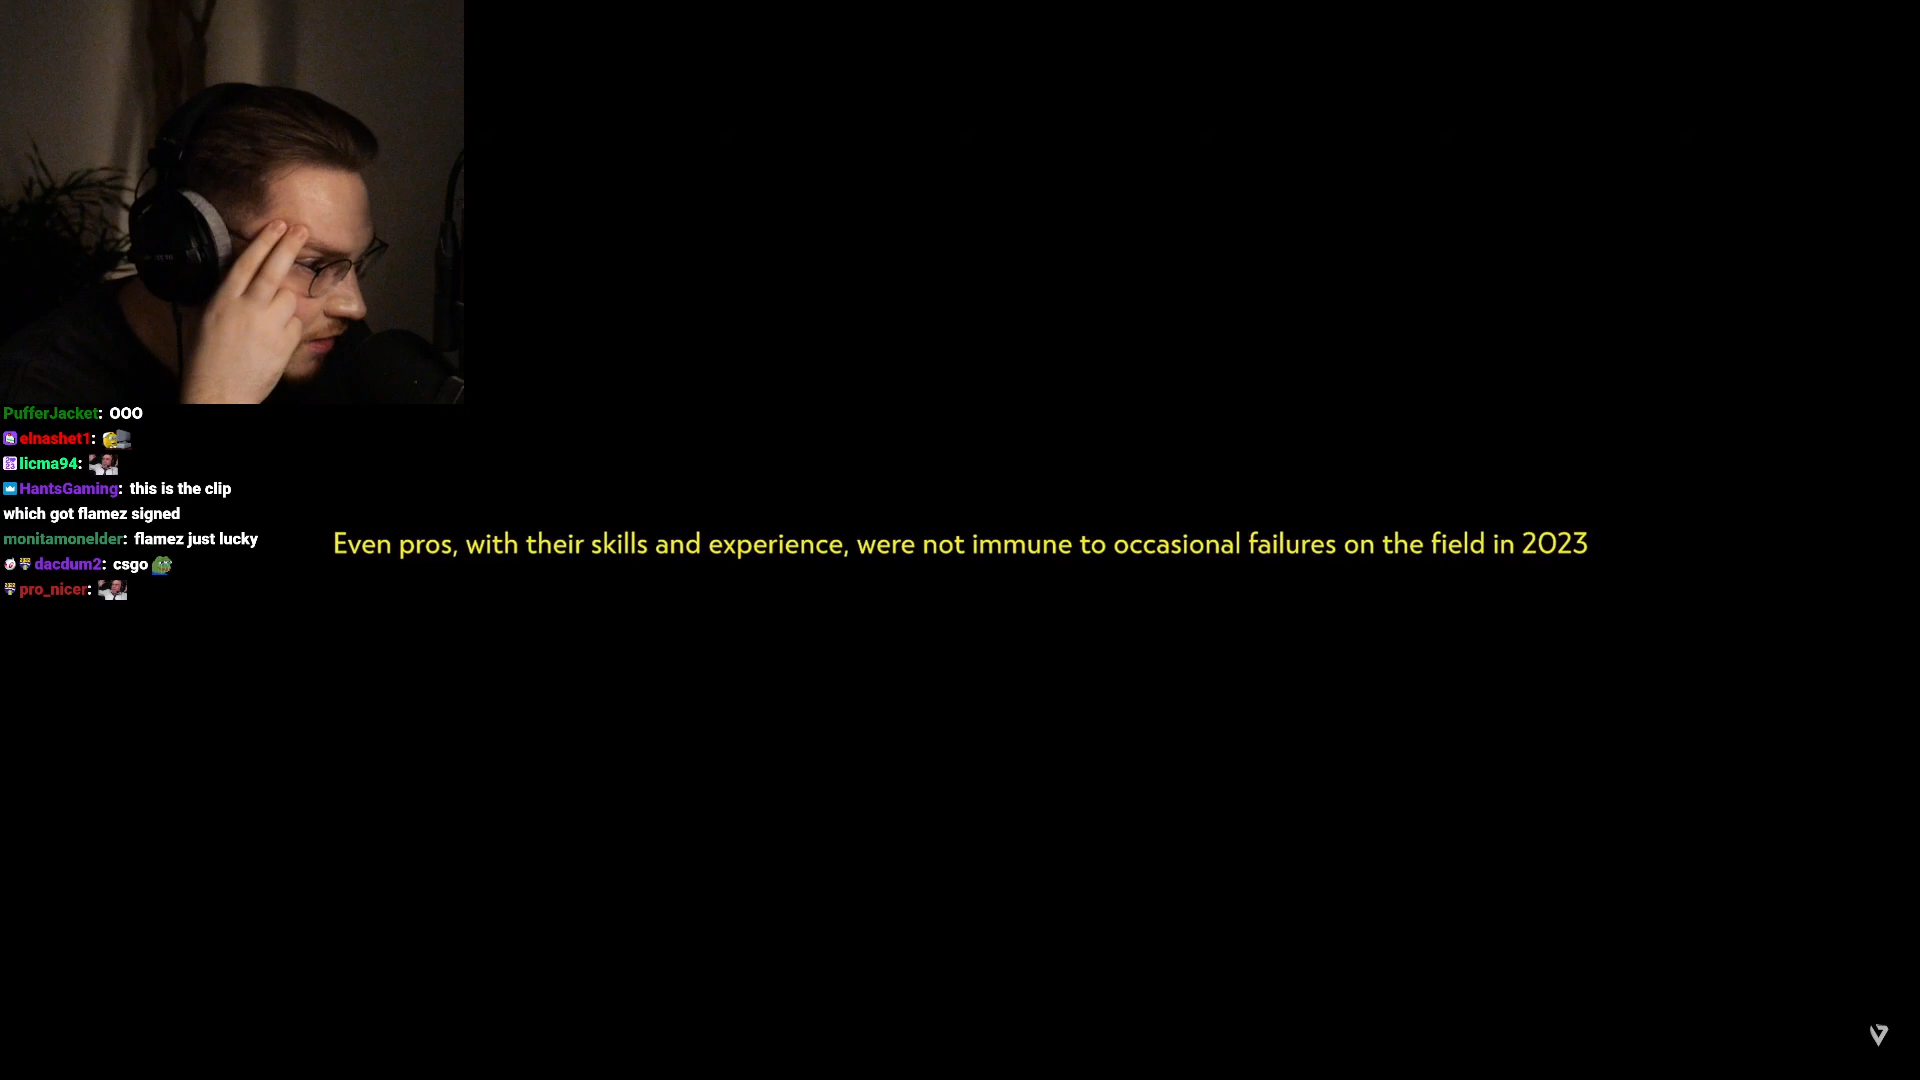 PufferJacket: OOO
elnashet1:
licma94:
HantsGaming: this is the clip
which got flamez signed
monitamonelder: flamez just lucky
dacdum2: csgo
pro_nicer:
Even pros, with their skills and experience, were not immune to occasional failures on the field in 2023